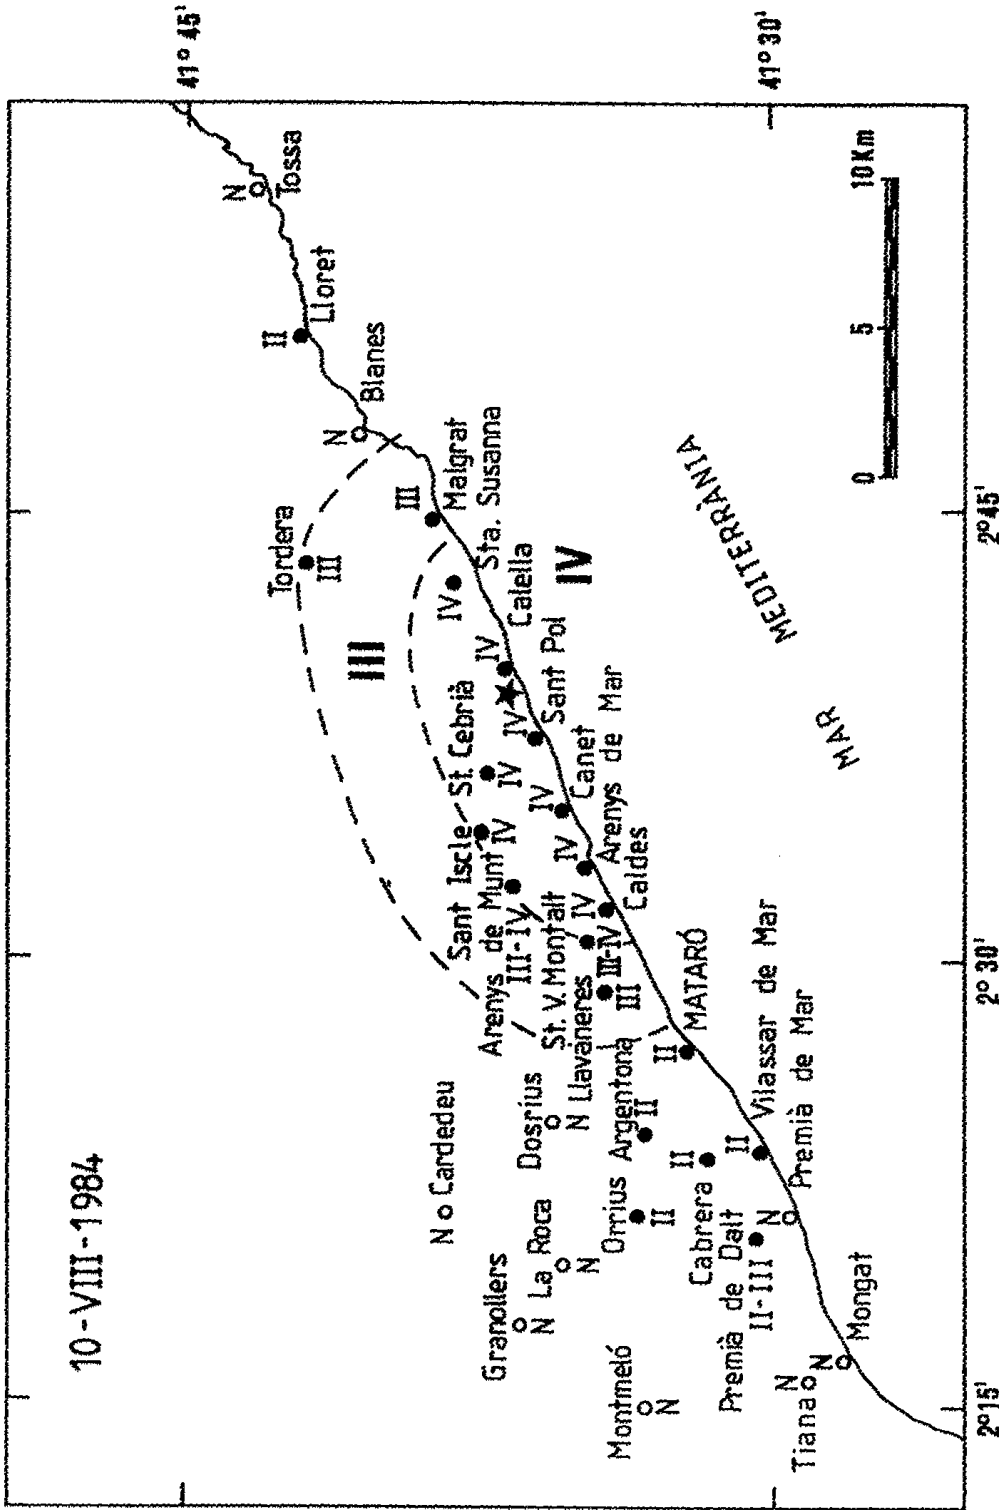 10-VIII-1984
41° 45'
41° 30'
N
Tossa
II
Lloret
N
Blanes
Tordera
III
III
Malgrat
IV
Sta. Susanna
III
IV
Calella
IV
IV
Sant Pol
St. Cebrià
IV
Sant Iscle
IV
IV
Canet
IV
Arenys de Mar
Arenys de Munt
III-IV
IV
Caldes
St. V. Montalt
III-IV
Llavaneres
III
II
MATARÓ
N Cardedeu
Dosrius
N
Argentona
II
Orrius
II
Cabrera
II
II
Vilassar de Mar
Premià de Dalt
II-III
N
Premià de Mar
Granollers
N
La Roca
N
Montmeló
N
Tiana
N
N
Mongat
MAR MEDITERRÀNIA
0 5 10 Km
2° 15'
2° 30'
2° 45'